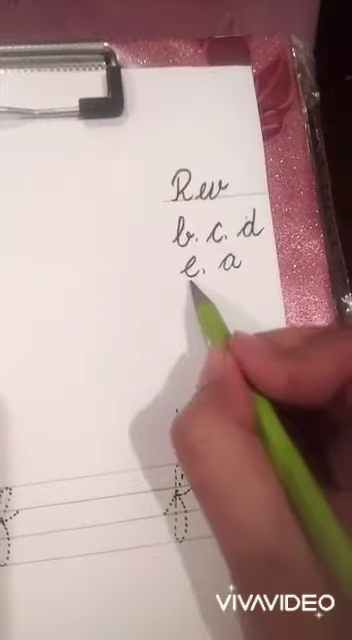 Rev
b. c. d
e. a
f f
VIVAVIDEO